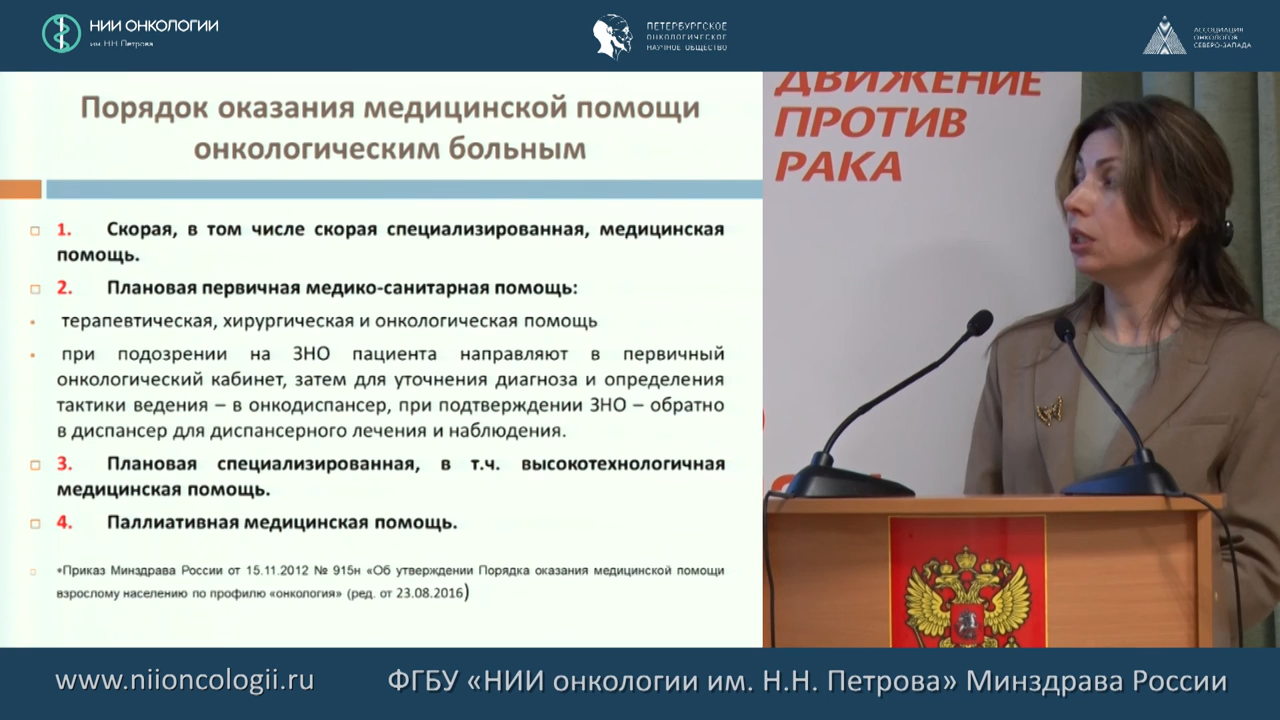 НИИ ОНКОЛОГИИ
им. Н.Н. Петрова
ПЕТЕРБУРГСКОЕ
ОНКОЛОГИЧЕСКОЕ
НАУЧНОЕ ОБЩЕСТВО
АССОЦИАЦИЯ
ОНКОЛОГОВ
СЕВЕРО-ЗАПАДА
Порядок оказания медицинской помощи
онкологическим больным
1. Скорая, в том числе скорая специализированная, медицинская
помощь.
2. Плановая первичная медико-санитарная помощь:
терапевтическая, хирургическая и онкологическая помощь
при подозрении на ЗНО пациента направляют в первичный
онкологический кабинет, затем для уточнения диагноза и определения
тактики ведения – в онкодиспансер, при подтверждении ЗНО – обратно
в диспансер для диспансерного лечения и наблюдения.
3. Плановая специализированная, в т.ч. высокотехнологичная
медицинская помощь.
4. Паллиативная медицинская помощь.
*Приказ Минздрава России от 15.11.2012 № 915н «Об утверждении Порядка оказания медицинской помощи
взрослому населению по профилю «онкология» (ред. от 23.08.2016)
ДВИЖЕНИЕ
ПРОТИВ
РАКА
www.niioncologii.ru
ФГБУ «НИИ онкологии им. Н.Н. Петрова» Минздрава России